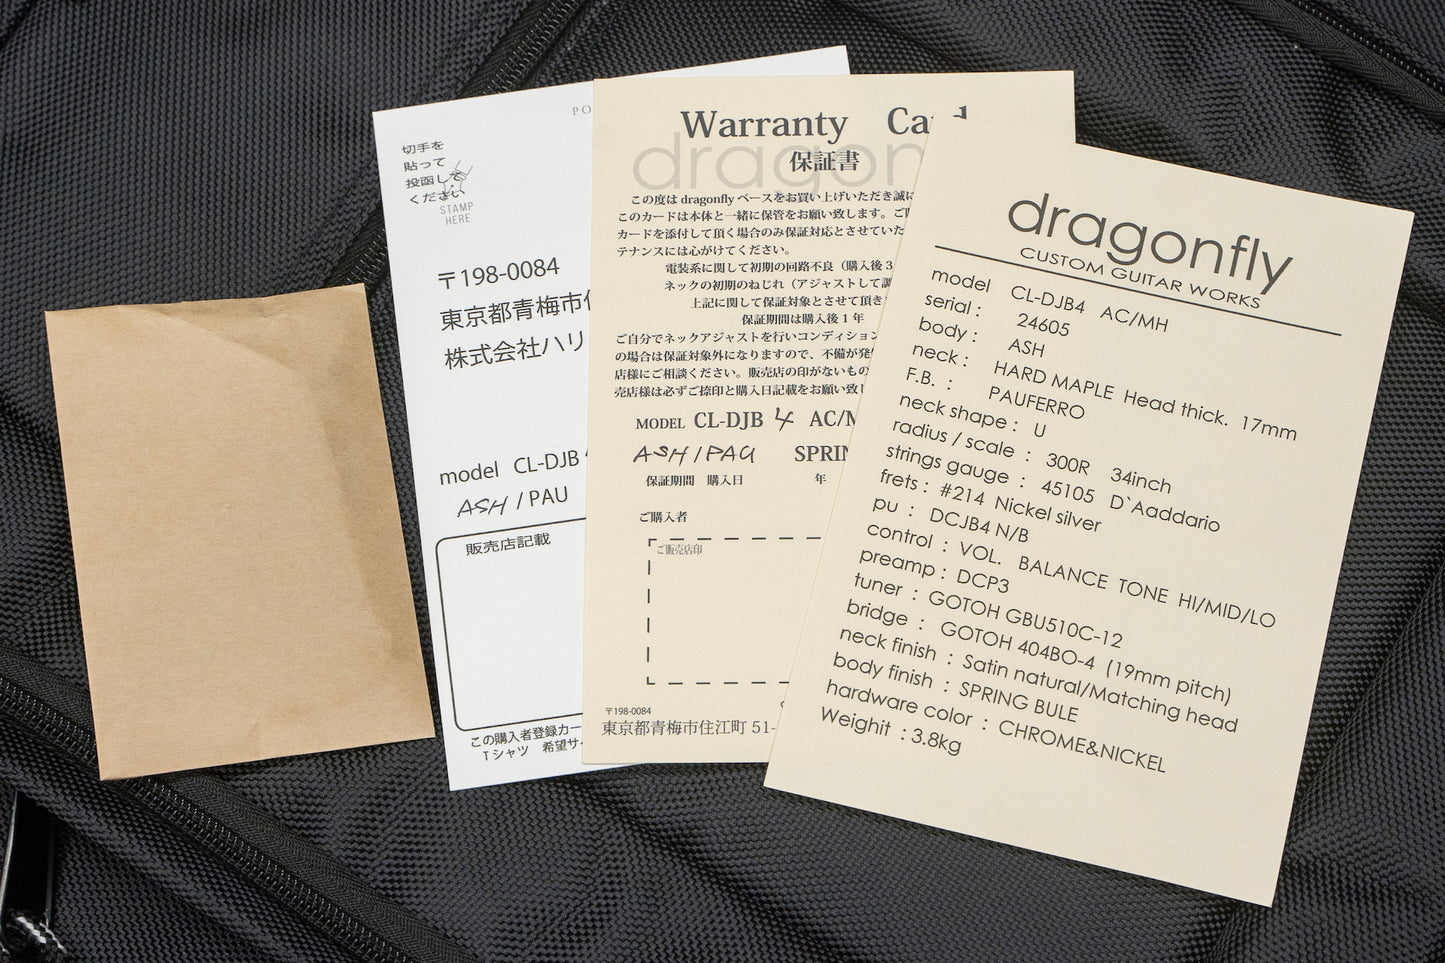 PO
切手を
貼って
投函して
ください
STAMP
HERE
〒198-0084
東京都青梅市
株式会社ハリ
model CL-DJB
ASH / PAU
販売店記載
この購入者登録カー
Tシャツ 希望サ
Warranty Card
dragon
保証書
この度は dragonfly ベースをお買い上げいただき誠に
このカードは本体と一緒に保管をお願い致します。ご
カードを添付して頂く場合のみ保証対応とさせていた
テナンスには心がけてください。
電装系に関して初期の回路不良（購入後3
ネックの初期のねじれ（アジャストして調
上記に関して保証対象とさせて頂き
保証期間は購入後1年
ご自分でネックアジャストを行いコンディション
の場合は保証対象外になりますので、不備が発
店様にご相談ください。販売店の印がないもの
売店様は必ずご捺印と購入日記載をお願い致し
MODEL CL-DJB 4 AC/M
ASH / PAU SPRIN
保証期間 購入日 年
ご購入者
ご販売店印
〒198-0084
東京都青梅市住江町 51-
dragonfly
CUSTOM GUITAR WORKS
model CL-DJB4 AC/MH
serial : 24605
body : ASH
neck : HARD MAPLE Head thick. 17mm
F.B. : PAUFERRO
neck shape : U
radius / scale : 300R 34inch
strings gauge : 45105 D`Aaddario
frets : #214 Nickel silver
pu : DCJB4 N/B
control : VOL. BALANCE TONE HI/MID/LO
preamp : DCP3
tuner : GOTOH GBU510C-12
bridge : GOTOH 404BO-4 (19mm pitch)
neck finish : Satin natural/Matching head
body finish : SPRING BULE
hardware color : CHROME&NICKEL
Weighit : 3.8kg